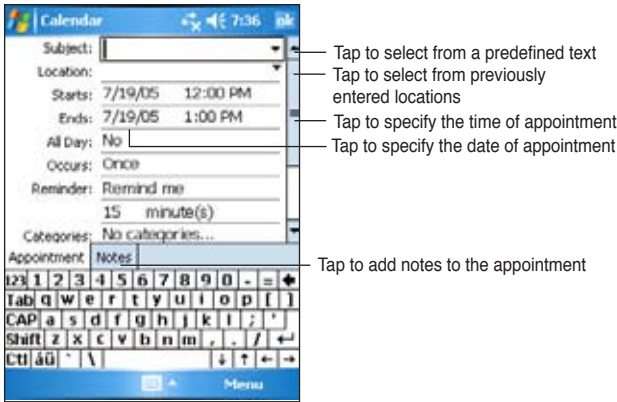 Calendar 7:36 ok
Subject:
Location:
Starts: 7/19/05 12:00 PM
Ends: 7/19/05 1:00 PM
All Day: No
Occurs: Once
Reminder: Remind me
15 minute(s)
Categories: No categories...
Appointment Notes
123 1 2 3 4 5 6 7 8 9 0 - =
Tab q w e r t y u i o p [ ]
CAP a s d f g h j k l ; '
Shift z x c v b n m , . /
Ctl áü ` \
Menu
Tap to select from a predefined text
Tap to select from previously
entered locations
Tap to specify the time of appointment
Tap to specify the date of appointment
Tap to add notes to the appointment